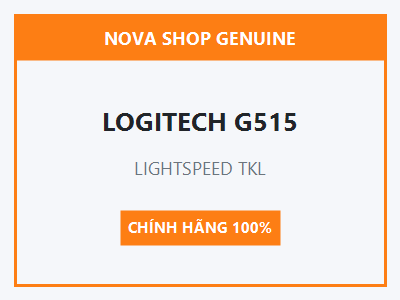 NOVA SHOP GENUINE
LOGITECH G515
LIGHTSPEED TKL
CHÍNH HÃNG 100%